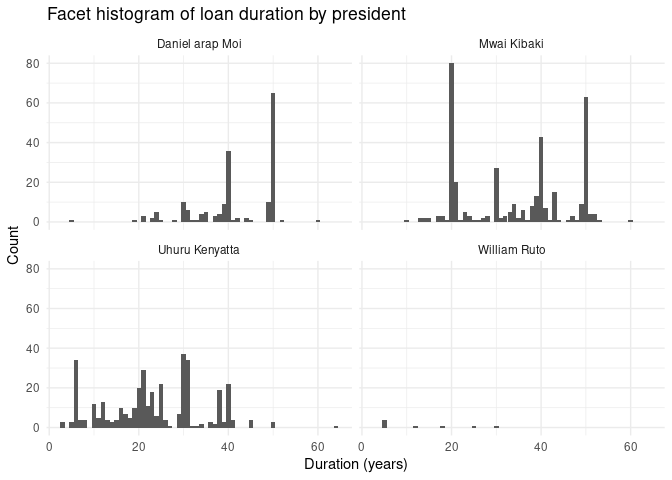 Facet histogram of loan duration by president
Daniel arap Moi
Mwai Kibaki
80
60
40
20
0
Uhuru Kenyatta
William Ruto
80
60
40
20
0
Count
0 20 40 60
0 20 40 60
Duration (years)